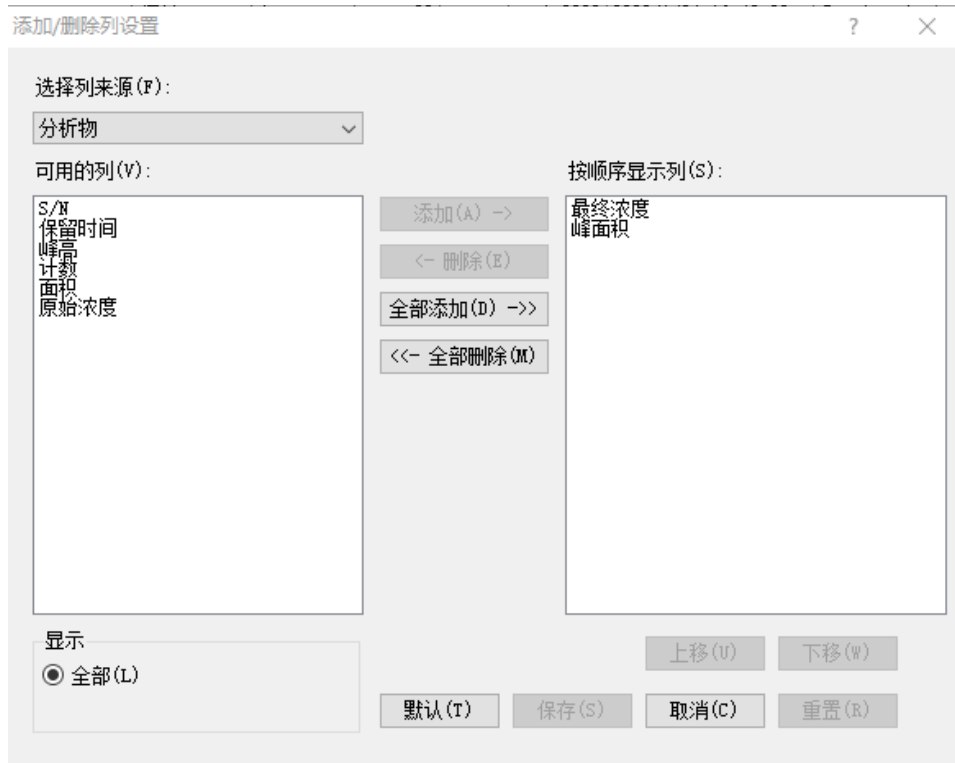 添加/删除列设置
?
选择列来源(F):
分析物
可用的列(V):
S/N
保留时间
峰高
计数
面积
原始浓度
添加(A) ->
<- 删除(E)
全部添加(D) ->>
<<- 全部删除(M)
按顺序显示列(S):
最终浓度
峰面积
显示
全部(L)
上移(U)
下移(W)
默认(T)
保存(S)
取消(C)
重置(R)